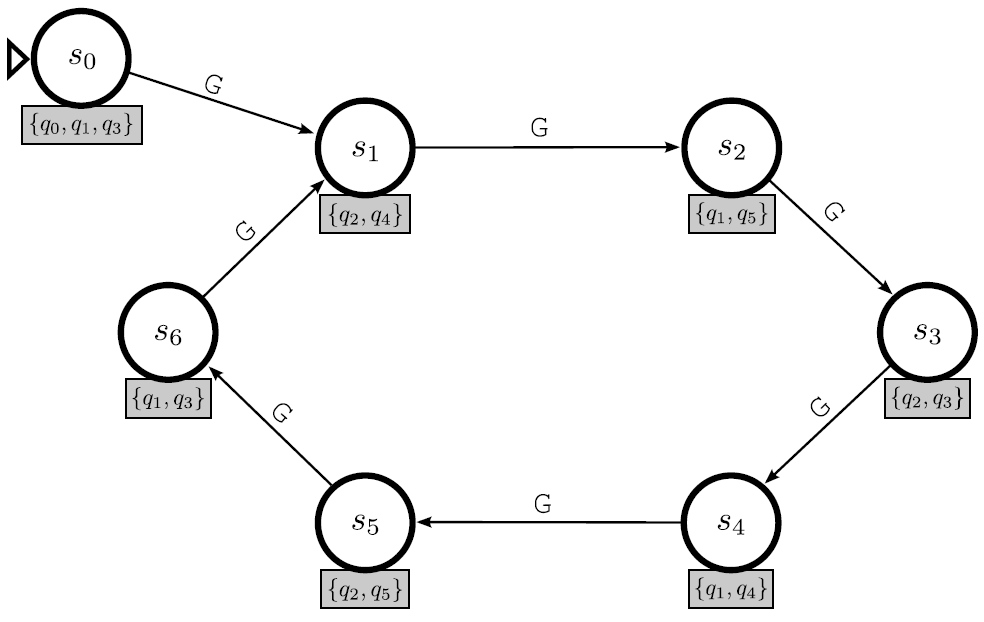 s₀
G
{q₀, q₁, q₃}
s₁
G
s₂
{q₂, q₄}
{q₁, q₅}
G
G
s₆
s₃
{q₁, q₃}
{q₂, q₃}
G
G
s₅
G
s₄
{q₂, q₅}
{q₁, q₄}